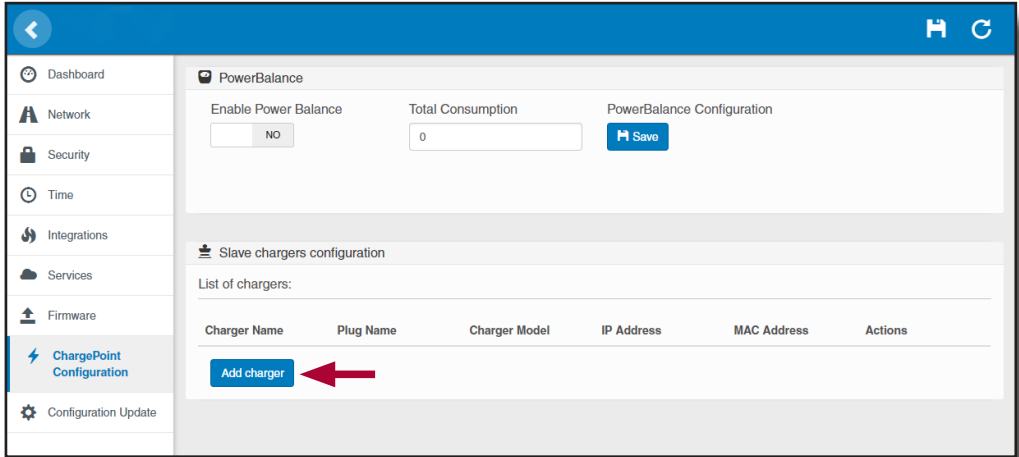 Dashboard
Network
Security
Time
Integrations
Services
Firmware
ChargePoint
Configuration
Configuration Update
PowerBalance
Enable Power Balance Total Consumption PowerBalance Configuration
NO 0 Save
Slave chargers configuration
List of chargers:
Charger Name Plug Name Charger Model IP Address MAC Address Actions
Add charger